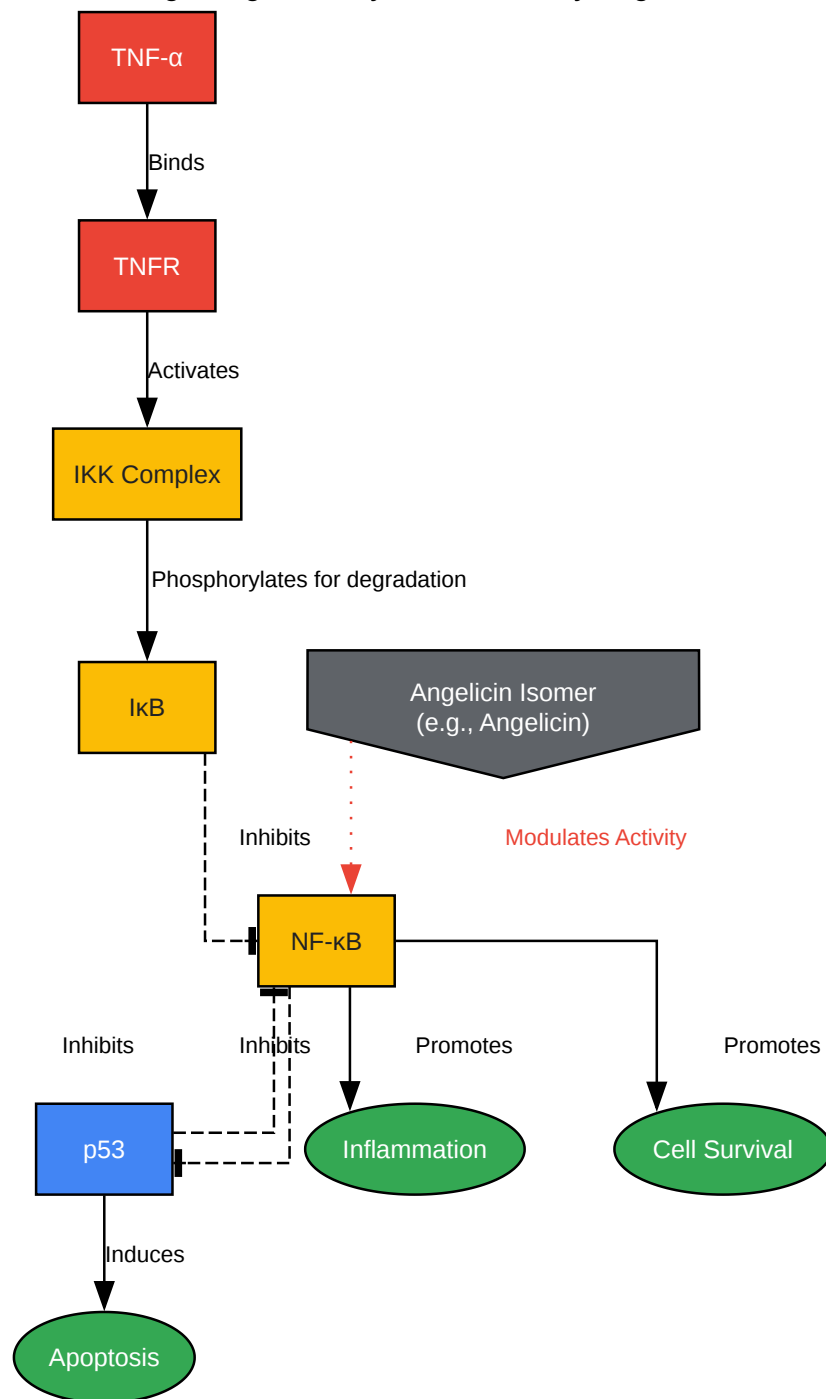 TNF-α
Binds
TNFR
Activates
IKK Complex
Phosphorylates for degradation
IκB
Angelicin Isomer
(e.g., Angelicin)
Inhibits
Modulates Activity
NF-κB
Inhibits
Inhibits
Promotes
Promotes
p53
Inflammation
Cell Survival
Induces
Apoptosis